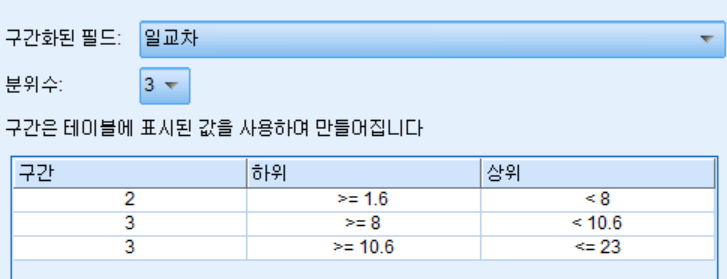 구간화된 필드: 일교차
분위수: 3
구간은 테이블에 표시된 값을 사용하여 만들어집니다
구간 하위 상위
2 >= 1.6 < 8
3 >= 8 < 10.6
3 >= 10.6 <= 23